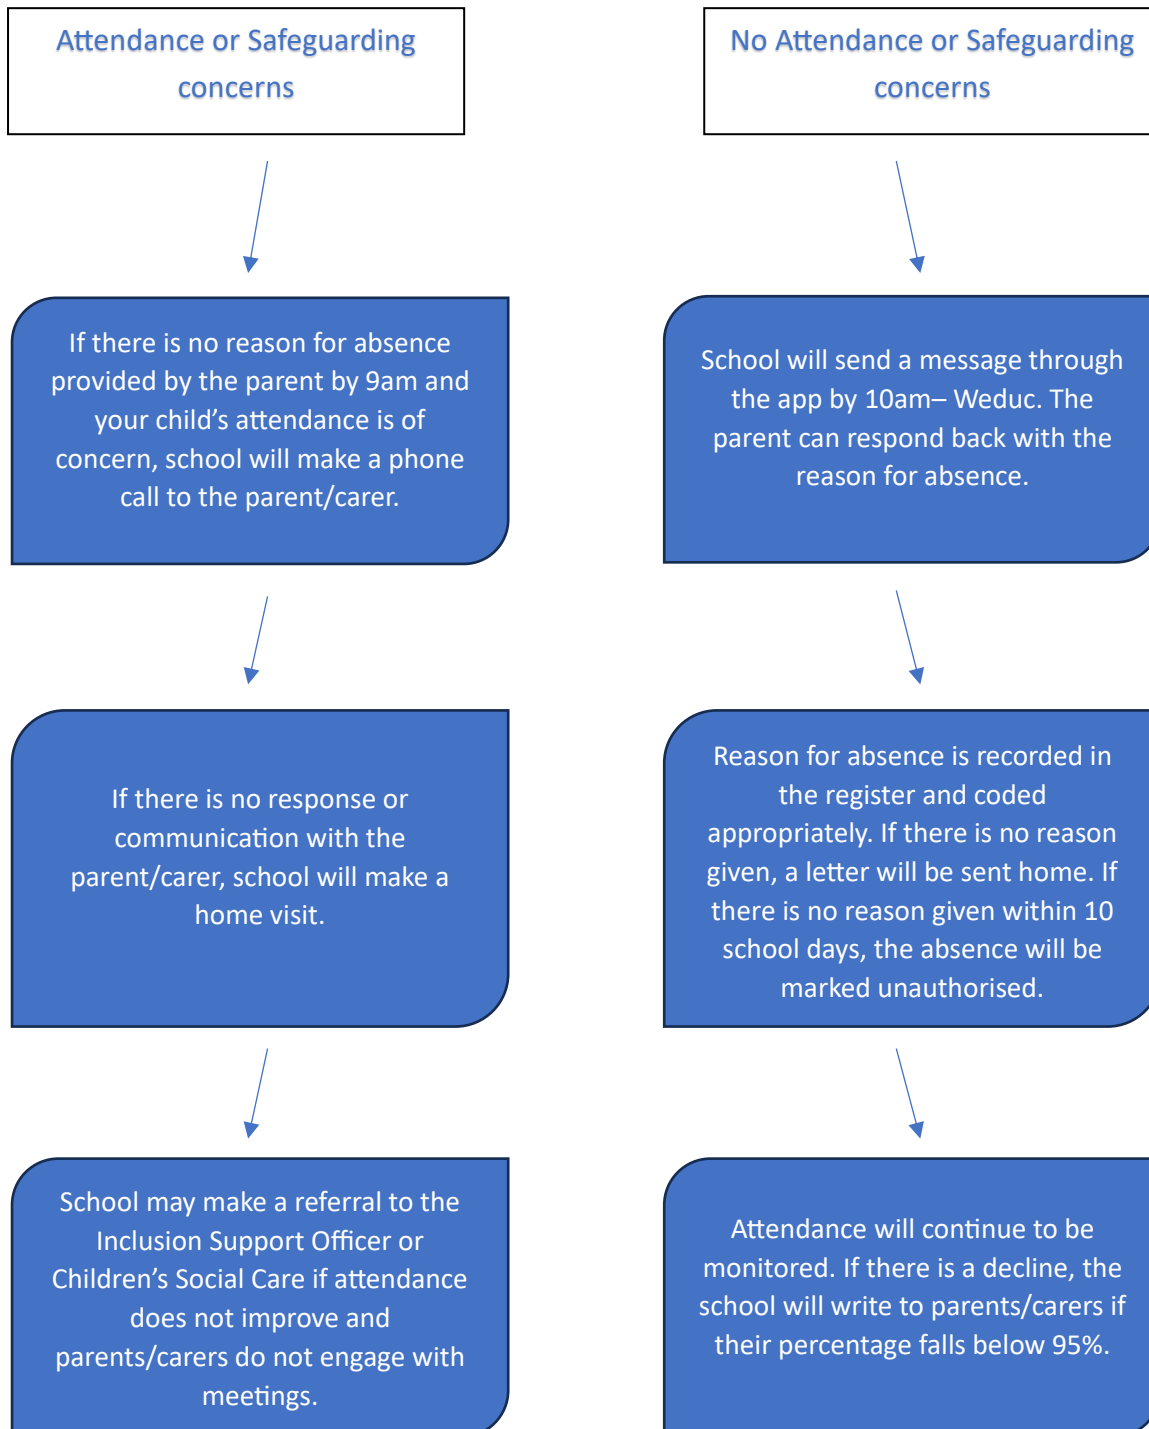 Attendance or Safeguarding
concerns
If there is no reason for absence
provided by the parent by 9am and
your child’s attendance is of
concern, school will make a phone
call to the parent/carer.
If there is no response or
communication with the
parent/carer, school will make a
home visit.
School may make a referral to the
Inclusion Support Officer or
Children’s Social Care if attendance
does not improve and
parents/carers do not engage with
meetings.
No Attendance or Safeguarding
concerns
School will send a message through
the app by 10am– Weduc. The
parent can respond back with the
reason for absence.
Reason for absence is recorded in
the register and coded
appropriately. If there is no reason
given, a letter will be sent home. If
there is no reason given within 10
school days, the absence will be
marked unauthorised.
Attendance will continue to be
monitored. If there is a decline, the
school will write to parents/carers if
their percentage falls below 95%.